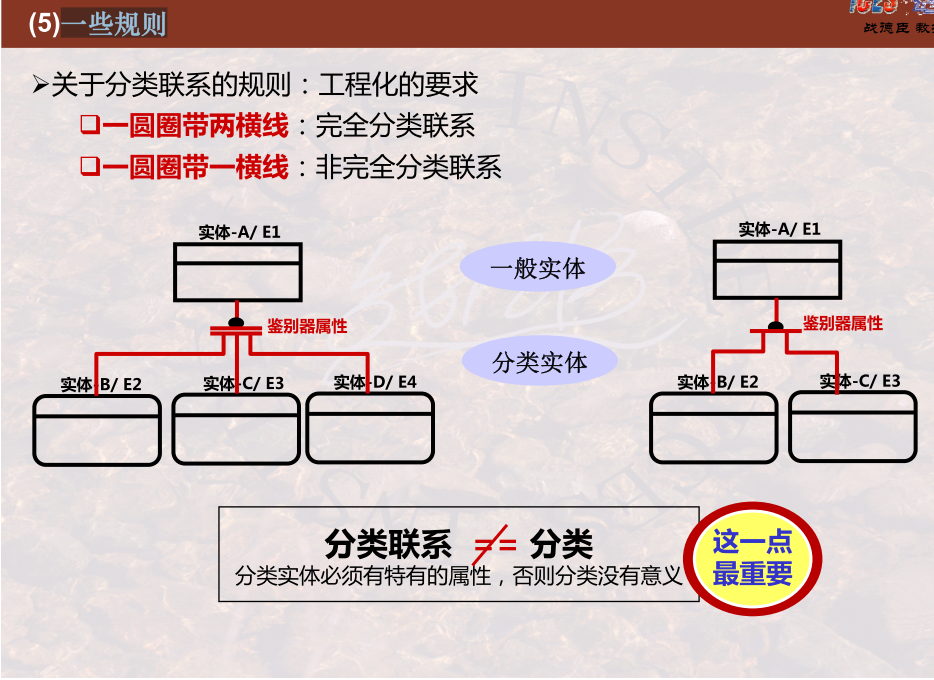 (5)一些规则
战德臣 教
➢关于分类联系的规则：工程化的要求
❑一圆圈带两横线：完全分类联系
❑一圆圈带一横线：非完全分类联系
实体-A/ E1
实体-A/ E1
一般实体
鉴别器属性
鉴别器属性
分类实体
实体-B/ E2
实体-C/ E3
实体-D/ E4
实体-B/ E2
实体-C/ E3
分类联系 == 分类
分类实体必须有特有的属性，否则分类没有意义
这一点
最重要